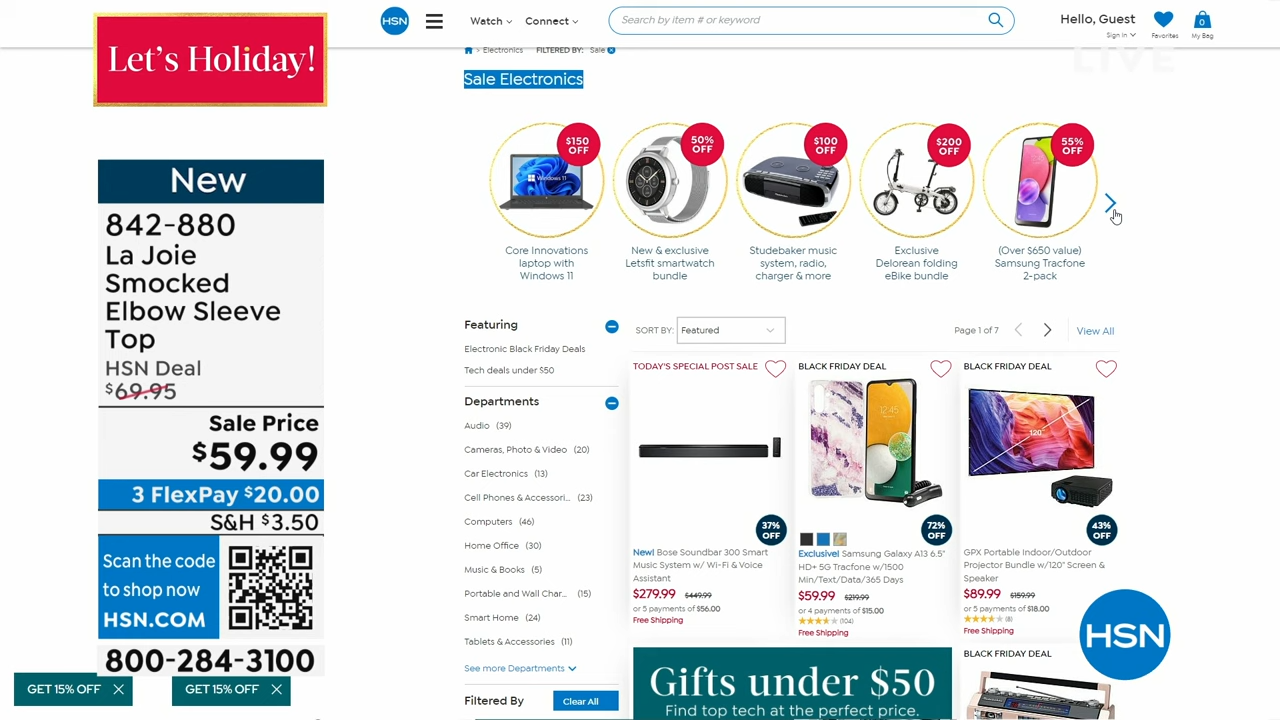 Let's Holiday!
New
842-880
La Joie
Smocked
Elbow Sleeve
Top
HSN Deal
$69.95
Sale Price
$59.99
3 FlexPay $20.00
S&H $3.50
Scan the code
to shop now
HSN.COM
800-284-3100
GET 15% OFF
GET 15% OFF
HSN
Watch
Connect
Search by item # or keyword
Hello, Guest
Sign In
Favorites
0
My Bag
LIVE
> Electronics FILTERED BY: Sale
Sale Electronics
$150
OFF
Windows 11
Core Innovations
laptop with
Windows 11
50%
OFF
New & exclusive
Letsfit smartwatch
bundle
$100
OFF
Studebaker music
system, radio,
charger & more
$200
OFF
Exclusive
Delorean folding
eBike bundle
55%
OFF
(Over $650 value)
Samsung Tracfone
2-pack
Featuring
Electronic Black Friday Deals
Tech deals under $50
Departments
Audio (39)
Cameras, Photo & Video (20)
Car Electronics (13)
Cell Phones & Accessori... (23)
Computers (46)
Home Office (30)
Music & Books (5)
Portable and Wall Char... (15)
Smart Home (24)
Tablets & Accessories (11)
See more Departments
Filtered By
Clear All
SORT BY: Featured
Page 1 of 7
View All
TODAY'S SPECIAL POST SALE
37%
OFF
New! Bose Soundbar 300 Smart
Music System w/ Wi-Fi & Voice
Assistant
$279.99 $449.99
or 5 payments of $56.00
Free Shipping
BLACK FRIDAY DEAL
12:45
72%
OFF
Exclusive! Samsung Galaxy A13 6.5"
HD+ 5G Tracfone w/1500
Min/Text/Data/365 Days
$59.99 $219.99
or 4 payments of $15.00
(104)
Free Shipping
BLACK FRIDAY DEAL
120"
43%
OFF
GPX Portable Indoor/Outdoor
Projector Bundle w/120" Screen &
Speaker
$89.99 $159.99
or 5 payments of $18.00
(8)
Free Shipping
BLACK FRIDAY DEAL
HSN
Gifts under $50
Find top tech at the perfect price.